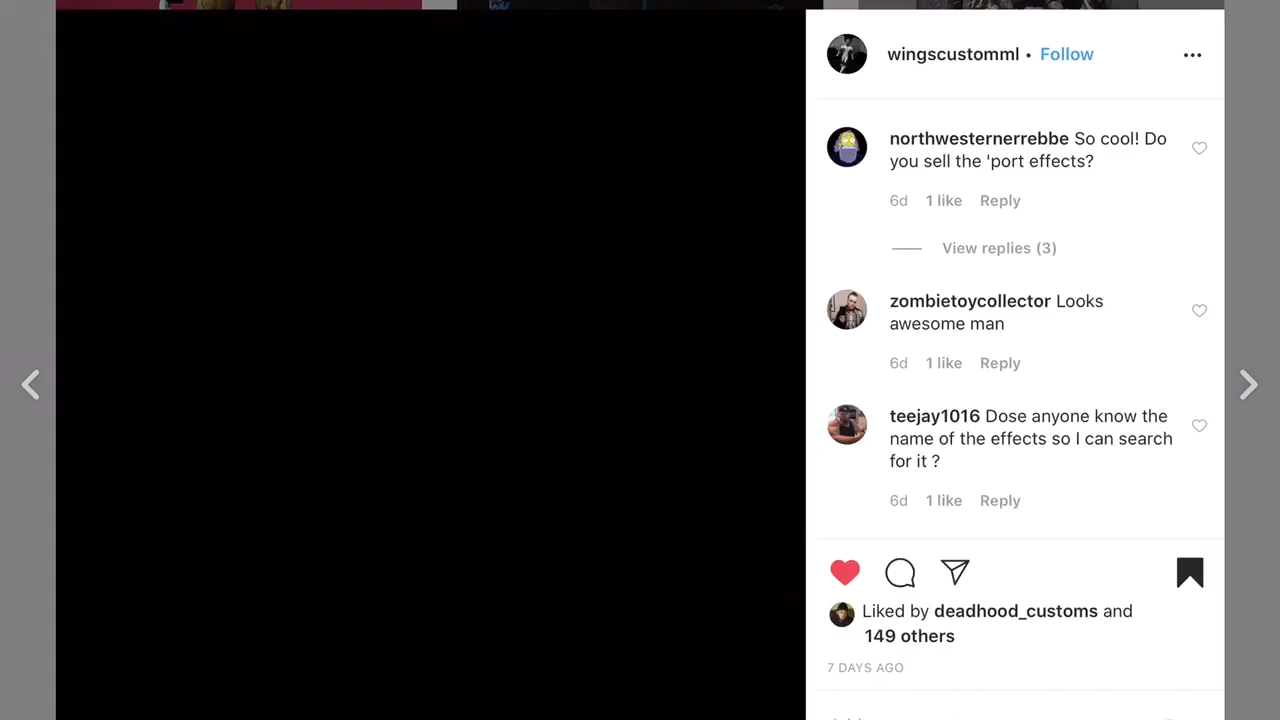 wingscustomml • Follow
northwesternerrebbe So cool! Do
you sell the 'port effects?
6d 1 like Reply
View replies (3)
zombietoycollector Looks
awesome man
6d 1 like Reply
teejay1016 Dose anyone know the
name of the effects so I can search
for it ?
6d 1 like Reply
Liked by deadhood_customs and
149 others
7 DAYS AGO